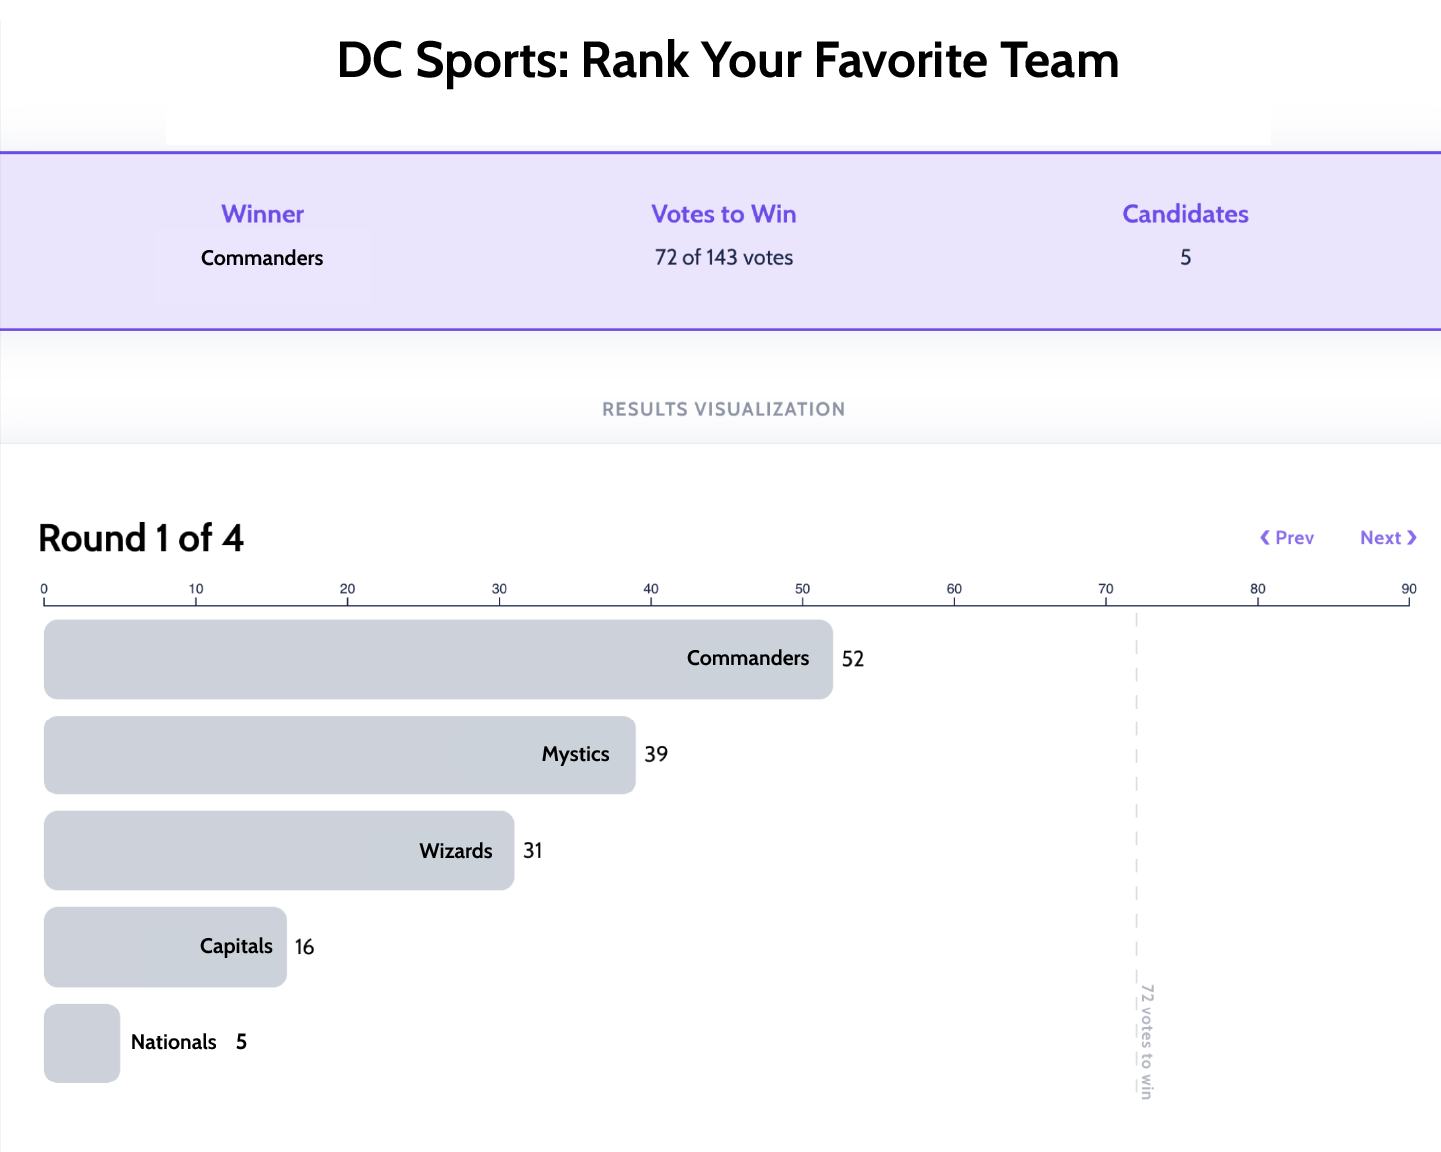 DC Sports: Rank Your Favorite Team
Winner
Commanders
Votes to Win
72 of 143 votes
Candidates
5
RESULTS VISUALIZATION
Round 1 of 4
❮ Prev
Next ❯
0 10 20 30 40 50 60 70 80 90
Commanders 52
Mystics 39
Wizards 31
Capitals 16
Nationals 5
72 votes to win